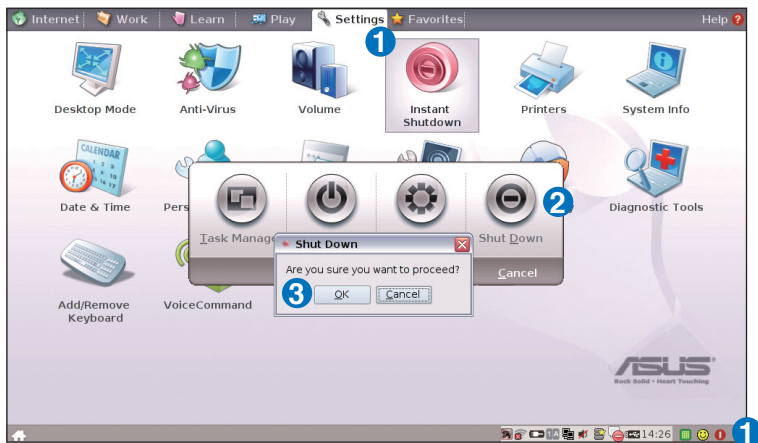 Internet Work Learn Play Settings Favorites Help ?
1
Desktop Mode Anti-Virus Volume Instant Shutdown Printers System Info
CALENDAR
Date & Time Pers Diagnostic Tools
Task Manage Shut Down
2
Cancel
Shut Down
Are you sure you want to proceed?
3 OK Cancel
Add/Remove Keyboard VoiceCommand
ASUS
Rock Solid • Heart Touching
14:26
1